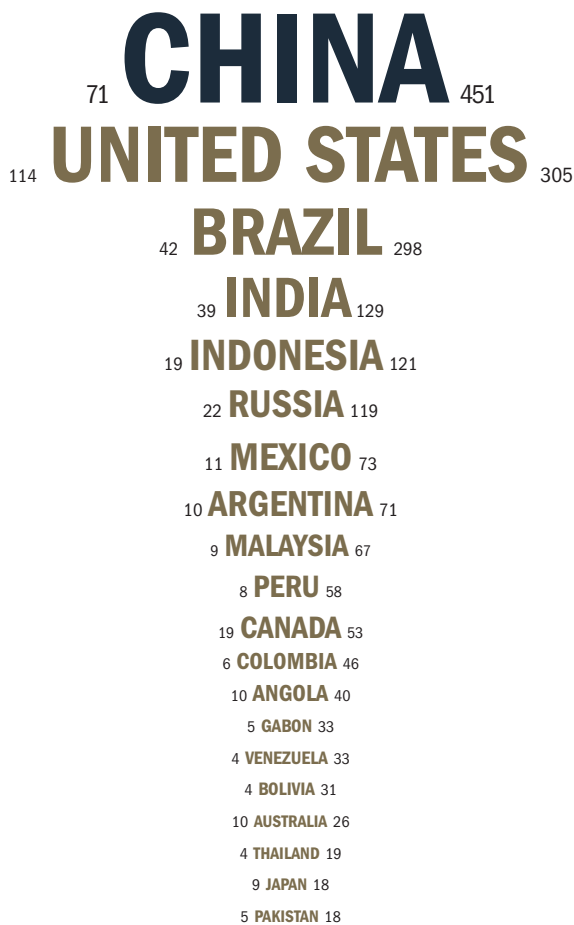 71 CHINA 451
114 UNITED STATES 305
42 BRAZIL 298
39 INDIA 129
19 INDONESIA 121
22 RUSSIA 119
11 MEXICO 73
10 ARGENTINA 71
9 MALAYSIA 67
8 PERU 58
19 CANADA 53
6 COLOMBIA 46
10 ANGOLA 40
5 GABON 33
4 VENEZUELA 33
4 BOLIVIA 31
10 AUSTRALIA 26
4 THAILAND 19
9 JAPAN 18
5 PAKISTAN 18